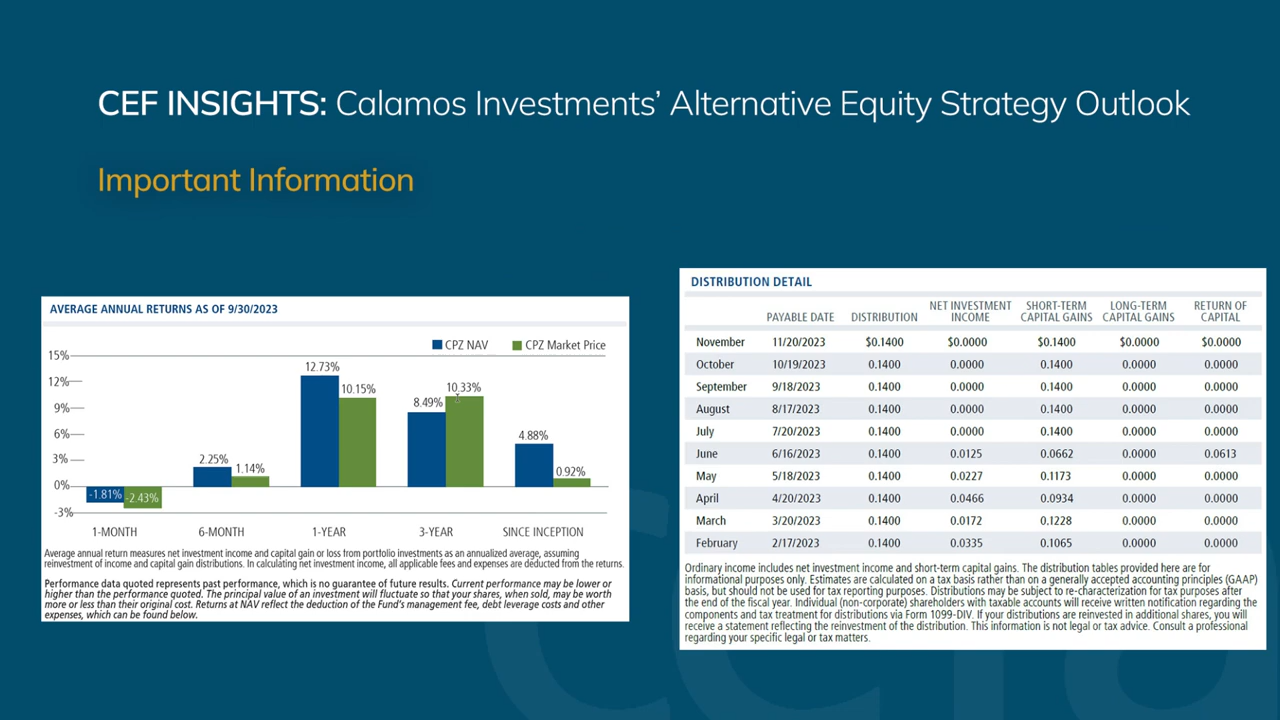 CEF INSIGHTS: Calamos Investments' Alternative Equity Strategy Outlook
Important Information
AVERAGE ANNUAL RETURNS AS OF 9/30/2023
CPZ NAV CPZ Market Price
15%
12%
9%
6%
3%
0%
-3%
-1.81% -2.43%
2.25% 1.14%
12.73% 10.15%
8.49% 10.33%
4.88% 0.92%
1-MONTH 6-MONTH 1-YEAR 3-YEAR SINCE INCEPTION
Average annual return measures net investment income and capital gain or loss from portfolio investments as an annualized average, assuming
reinvestment of income and capital gain distributions. In calculating net investment income, all applicable fees and expenses are deducted from the returns.
Performance data quoted represents past performance, which is no guarantee of future results. Current performance may be lower or
higher than the performance quoted. The principal value of an investment will fluctuate so that your shares, when sold, may be worth
more or less than their original cost. Returns at NAV reflect the deduction of the Fund's management fee, debt leverage costs and other
expenses, which can be found below.
DISTRIBUTION DETAIL
PAYABLE DATE DISTRIBUTION NET INVESTMENT INCOME SHORT-TERM CAPITAL GAINS LONG-TERM CAPITAL GAINS RETURN OF CAPITAL
November 11/20/2023 $0.1400 $0.0000 $0.1400 $0.0000 $0.0000
October 10/19/2023 0.1400 0.0000 0.1400 0.0000 0.0000
September 9/18/2023 0.1400 0.0000 0.1400 0.0000 0.0000
August 8/17/2023 0.1400 0.0000 0.1400 0.0000 0.0000
July 7/20/2023 0.1400 0.0000 0.1400 0.0000 0.0000
June 6/16/2023 0.1400 0.0125 0.0662 0.0000 0.0613
May 5/18/2023 0.1400 0.0227 0.1173 0.0000 0.0000
April 4/20/2023 0.1400 0.0466 0.0934 0.0000 0.0000
March 3/20/2023 0.1400 0.0172 0.1228 0.0000 0.0000
February 2/17/2023 0.1400 0.0335 0.1065 0.0000 0.0000
Ordinary income includes net investment income and short-term capital gains. The distribution tables provided here are for
informational purposes only. Estimates are calculated on a tax basis rather than on a generally accepted accounting principles (GAAP)
basis, but should not be used for tax reporting purposes. Distributions may be subject to re-characterization for tax purposes after
the end of the fiscal year. Individual (non-corporate) shareholders with taxable accounts will receive written notification regarding the
components and tax treatment for distributions via Form 1099-DIV. If your distributions are reinvested in additional shares, you will
receive a statement reflecting the reinvestment of the distribution. This information is not legal or tax advice. Consult a professional
regarding your specific legal or tax matters.